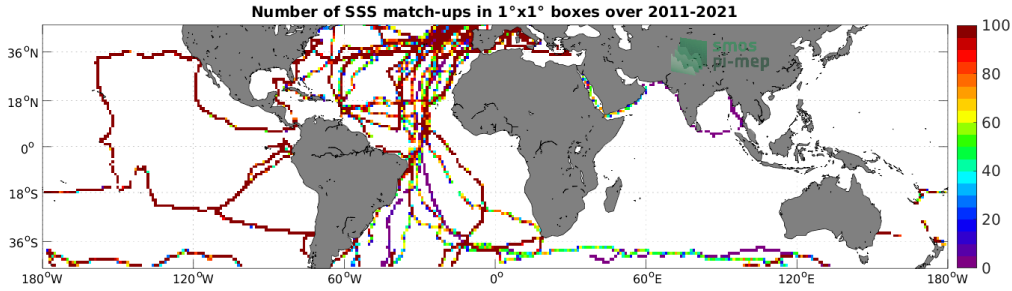 Number of SSS match-ups in 1°x1° boxes over 2011-2021
smos
pi-mep
100
80
60
40
20
0
36°N
18°N
0°
18°S
36°S
180°W 120°W 60°W 0° 60°E 120°E 180°W